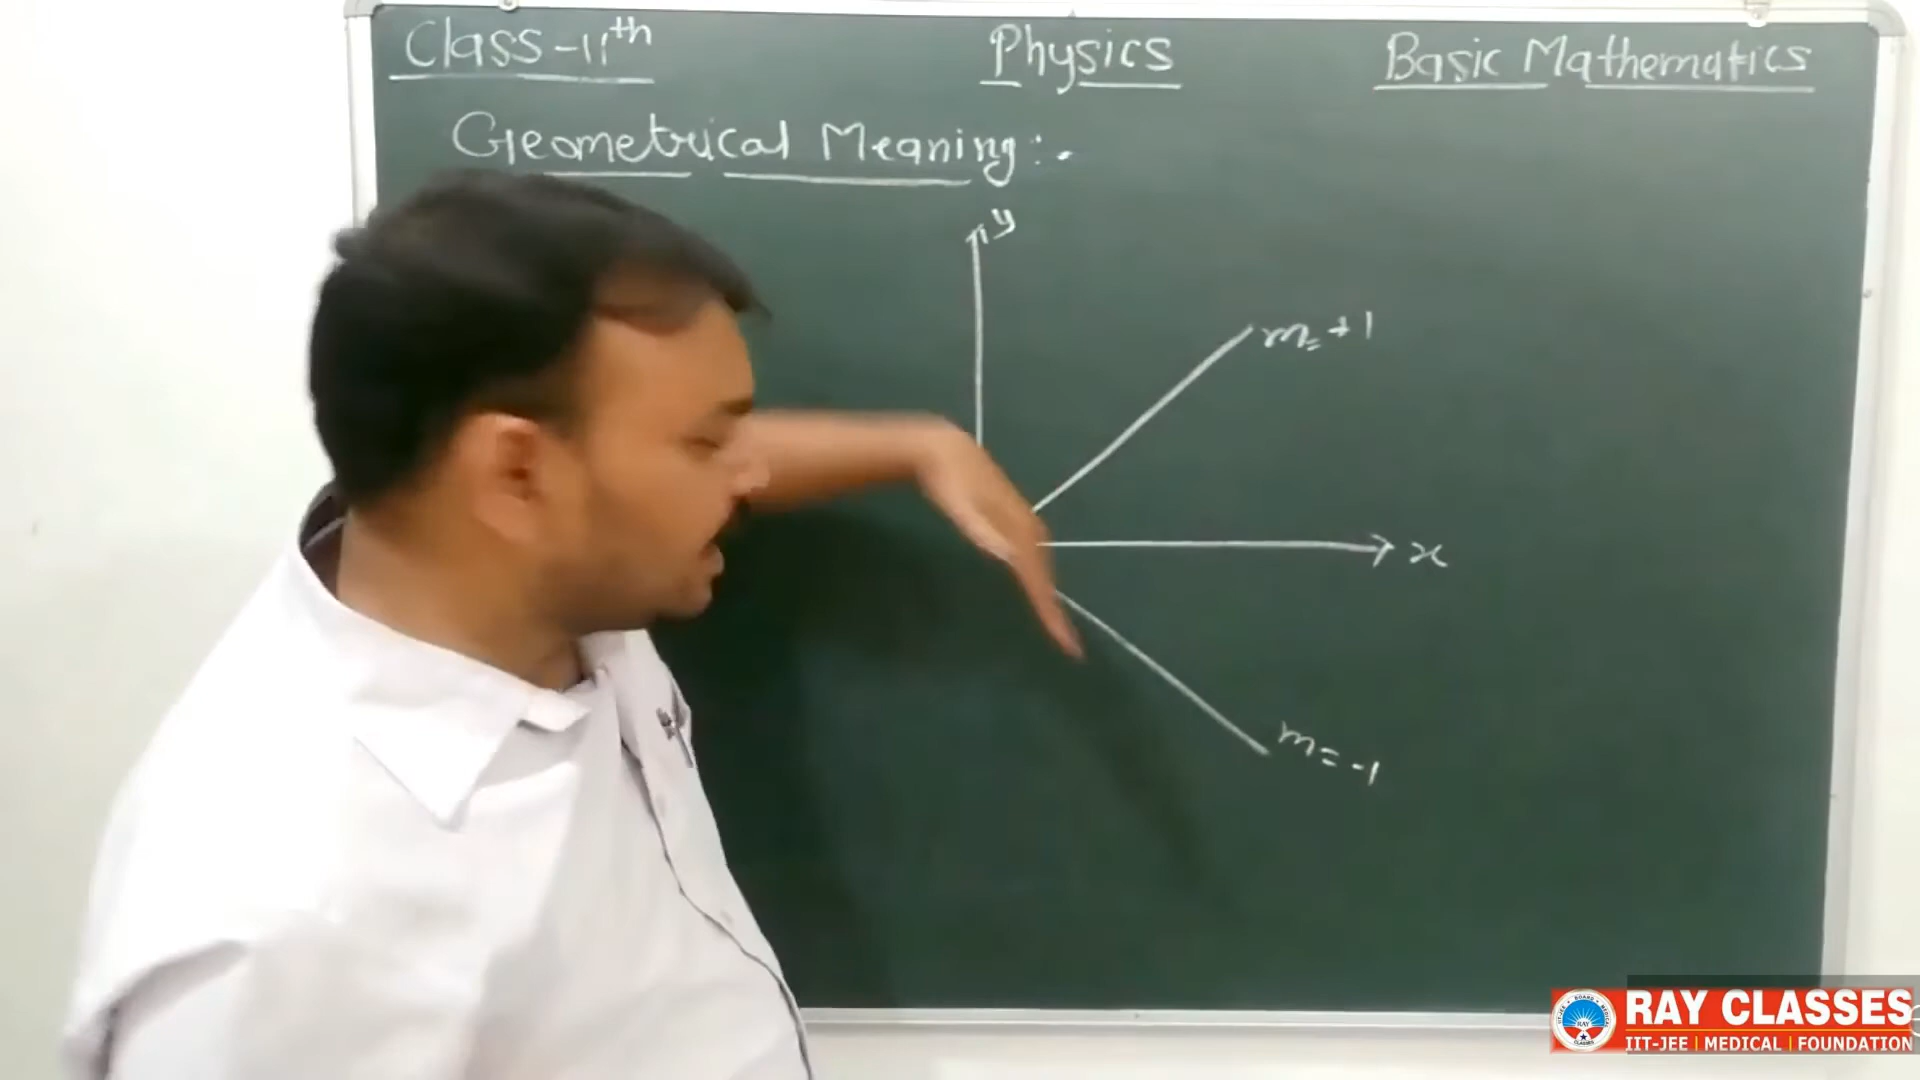 Class-11th Physics Basic Mathematics
Geometrical Meaning:-
y
m=+1
x
m=-1
RAY CLASSES
IIT-JEE | MEDICAL | FOUNDATION